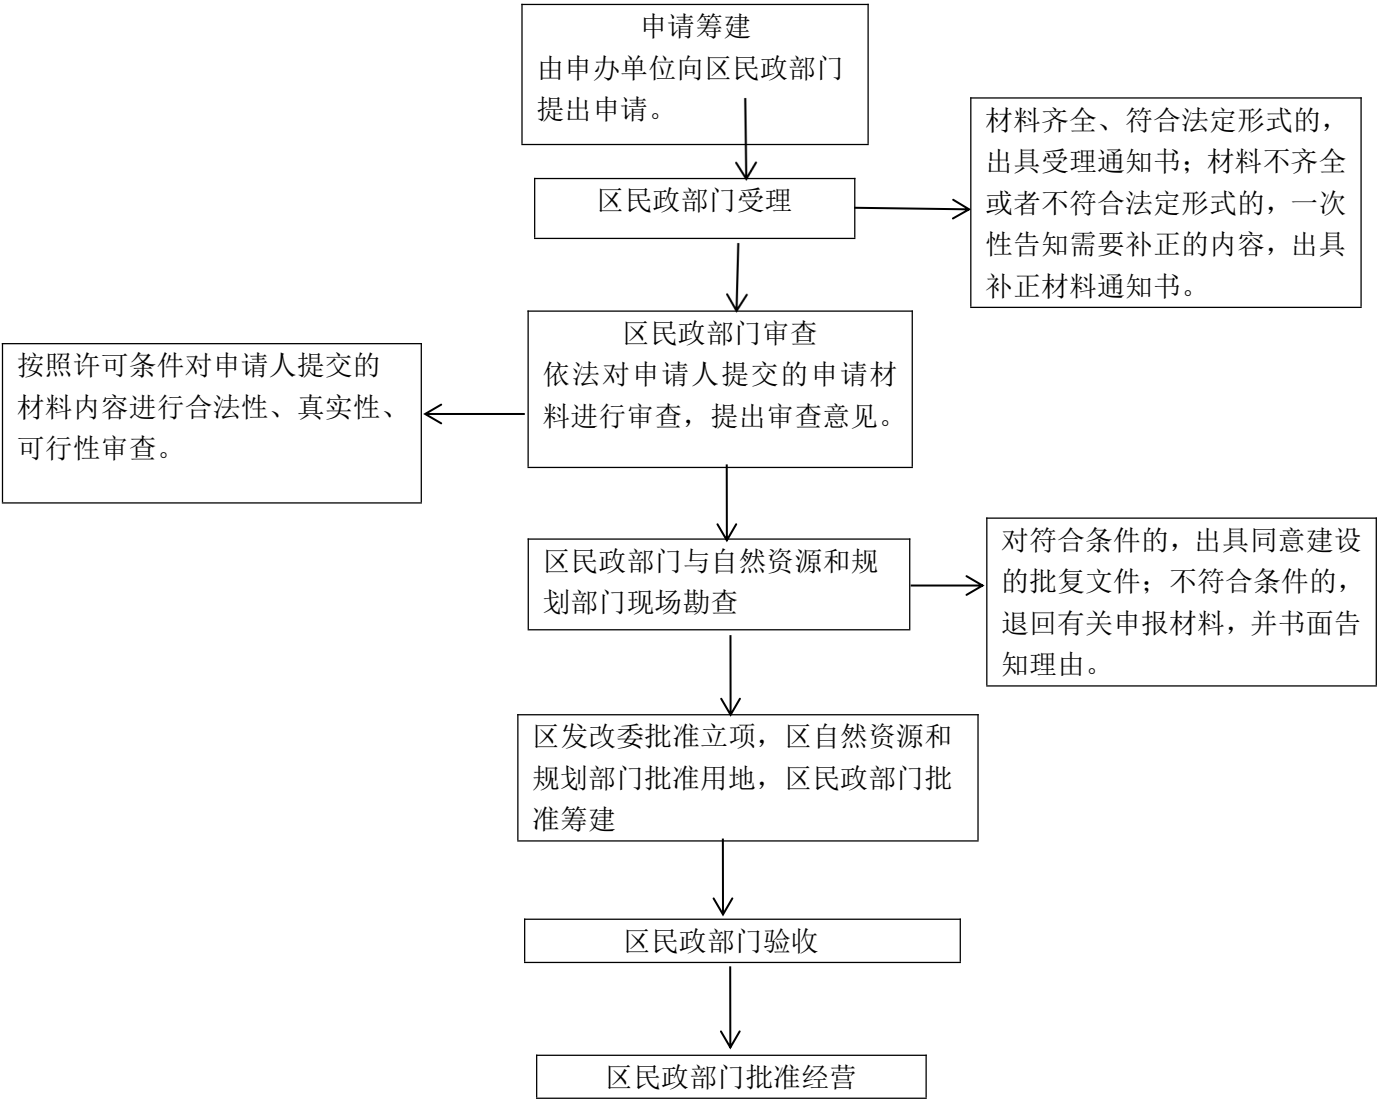 申请筹建
由申办单位向区民政部门
提出申请。
材料齐全、符合法定形式的，
出具受理通知书；材料不齐全
或者不符合法定形式的，一次
性告知需要补正的内容，出具
补正材料通知书。
区民政部门受理
区民政部门审查
依法对申请人提交的申请材
料进行审查，提出审查意见。
按照许可条件对申请人提交的
材料内容进行合法性、真实性、
可行性审查。
区民政部门与自然资源和规
划部门现场勘查
对符合条件的，出具同意建设
的批复文件；不符合条件的，
退回有关申报材料，并书面告
知理由。
区发改委批准立项，区自然资源和
规划部门批准用地，区民政部门批
准筹建
区民政部门验收
区民政部门批准经营